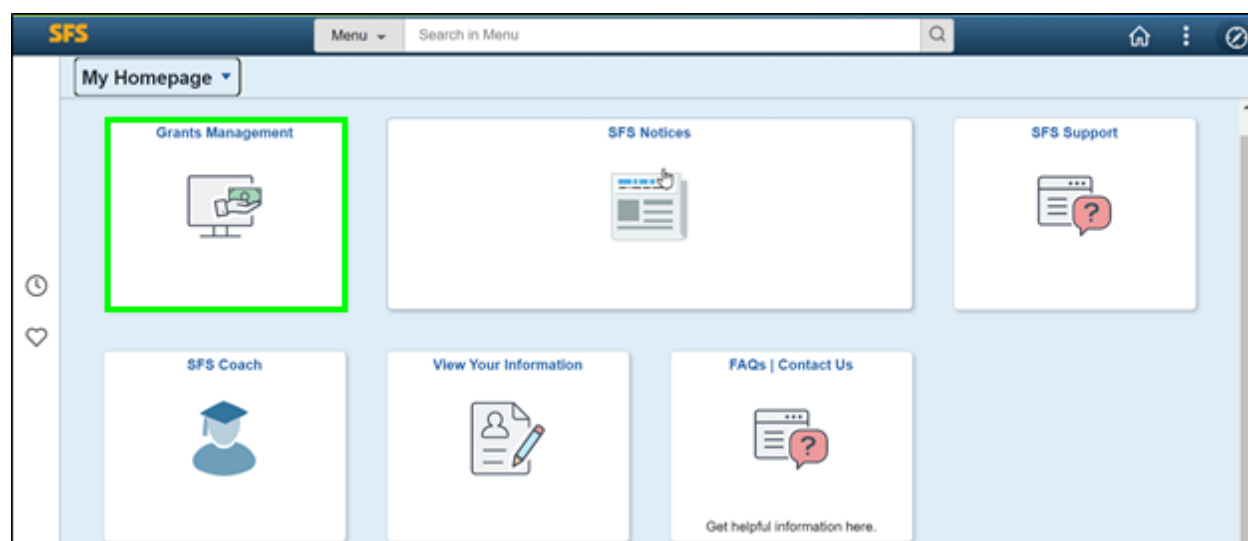 SFS
Menu
Search in Menu
My Homepage
Grants Management
SFS Notices
SFS Support
?
SFS Coach
View Your Information
FAQs | Contact Us
?
Get helpful information here.